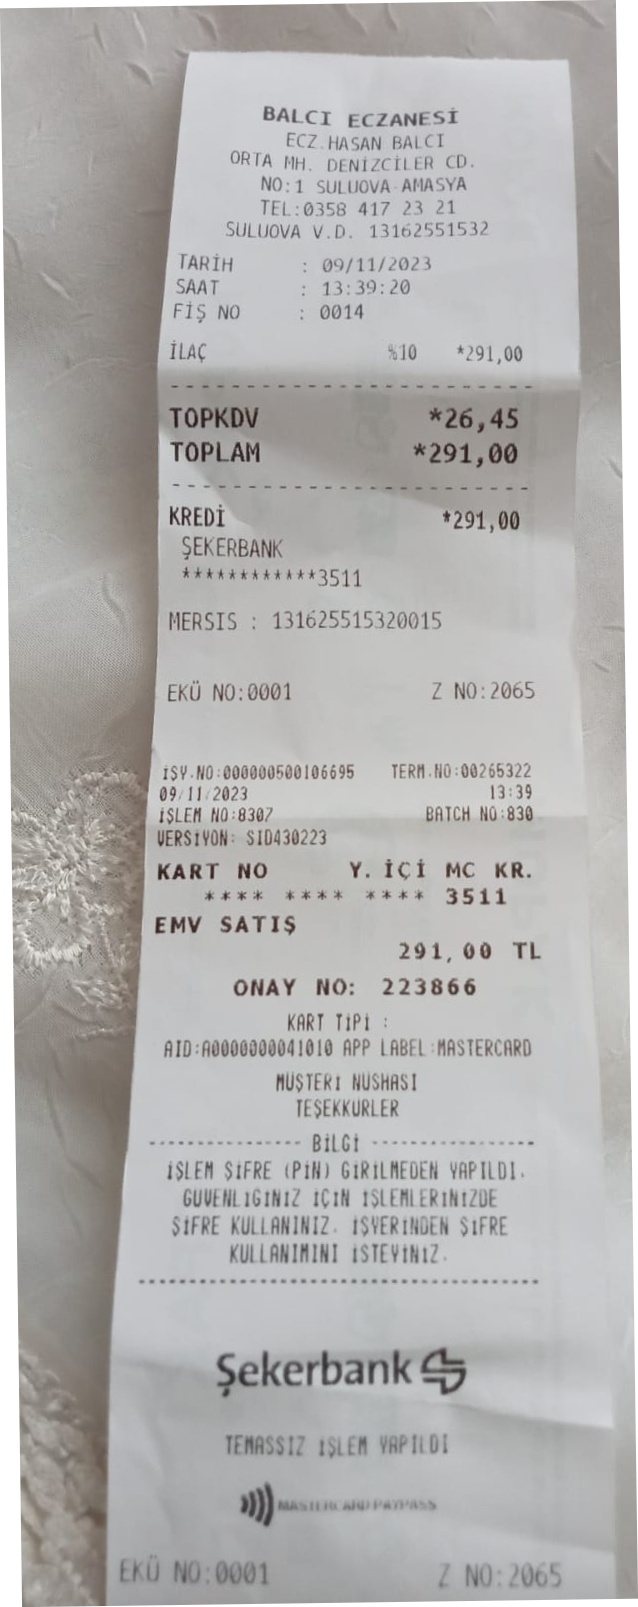 BALCI ECZANESİ
ECZ.HASAN BALCI
ORTA MH. DENİZCİLER CD.
NO:1 SULUOVA-AMASYA
TEL:0358 417 23 21
SULUOVA V.D. 13162551532
TARİH : 09/11/2023
SAAT : 13:39:20
FİŞ NO : 0014
İLAÇ %10 *291,00
TOPKDV *26,45
TOPLAM *291,00
KREDİ *291,00
ŞEKERBANK
************3511
MERSIS : 131625515320015
EKÜ NO:0001 Z NO:2065
İŞY.NO:000000500106695 TERM.NO:00265322
09/11/2023 13:39
İŞLEM NO:8307 BATCH NO:830
VERSİYON: SID430223
KART NO Y. İÇİ MC KR.
**** **** **** 3511
EMV SATIŞ
291,00 TL
ONAY NO: 223866
KART TİPİ :
AID:A0000000041010 APP LABEL:MASTERCARD
MÜŞTERİ NÜSHASI
TEŞEKKÜRLER
--------------- BİLGİ ----------------
İŞLEM ŞİFRE (PİN) GİRİLMEDEN YAPILDI.
GÜVENLİĞİNİZ İÇİN İŞLEMLERİNİZDE
ŞİFRE KULLANINIZ. İŞYERİNDEN ŞİFRE
KULLANIMINI İSTEYİNİZ.
Şekerbank
TEMASSIZ İŞLEM YAPILDI
MASTERCARD PAYPASS
EKÜ NO:0001 Z NO:2065